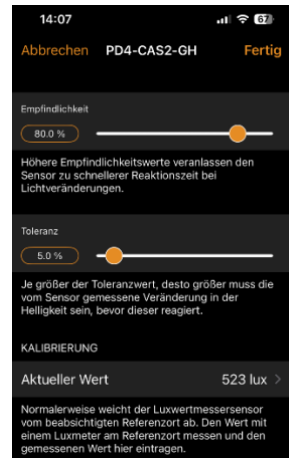 14:07
67
Abbrechen PD4-CAS2-GH Fertig
Empfindlichkeit
80.0 %
Höhere Empfindlichkeitswerte veranlassen den
Sensor zu schnellerer Reaktionszeit bei
Lichtveränderungen.
Toleranz
5.0 %
Je größer der Toleranzwert, desto größer muss die
vom Sensor gemessene Veränderung in der
Helligkeit sein, bevor dieser reagiert.
KALIBRIERUNG
Aktueller Wert 523 lux >
Normalerweise weicht der Luxwertmessersensor
vom beabsichtigten Referenzort ab. Den Wert mit
einem Luxmeter am Referenzort messen und den
gemessenen Wert hier eintragen.